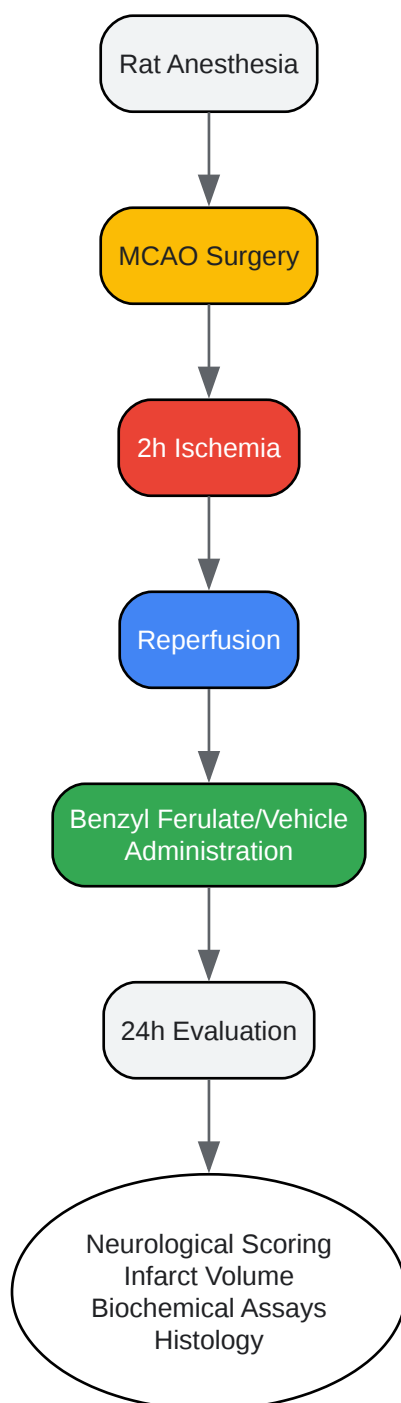 Rat Anesthesia
MCAO Surgery
2h Ischemia
Reperfusion
Benzyl Ferulate/Vehicle
Administration
24h Evaluation
Neurological Scoring
Infarct Volume
Biochemical Assays
Histology